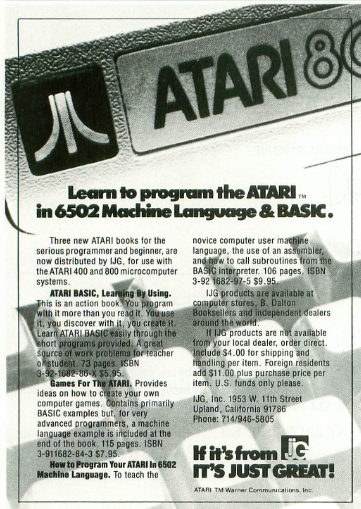 ATARI 80
Learn to program the ATARI TM
in 6502 Machine Language & BASIC.
Three new ATARI books for the
serious programmer and beginner, are
now distributed by IJG, for use with
the ATARI 400 and 800 microcomputer
systems.
ATARI BASIC, Learning By Using.
This is an action book. You program
with it more than you read it. You use
it, you discover with it, you create it.
Learn ATARI BASIC easily through the
short programs provided. A great
source of work problems for teacher
or student. 73 pages. ISBN
3-92-1682-86-X $5.95.
Games For The ATARI. Provides
ideas on how to create your own
computer games. Contains primarily
BASIC examples but, for very
advanced programmers, a machine
language example is included at the
end of the book. 115 pages. ISBN
3-911682-84-3 $7.95.
How to Program Your ATARI In 6502
Machine Language. To teach the
novice computer user machine
language, the use of an assembler,
and how to call subroutines from the
BASIC interpreter. 106 pages. ISBN
3-92 1682-97-5 $9.95.
IJG products are available at
computer stores, B. Dalton
Booksellers and independent dealers
around the world.
If IJG products are not available
from your local dealer, order direct.
Include $4.00 for shipping and
handling per item. Foreign residents
add $11.00 plus purchase price per
item. U.S. funds only please.
IJG, Inc. 1953 W. 11th Street
Upland, California 91786
Phone: 714/946-5805
If it's from IJG
IT'S JUST GREAT!
ATARI TM Warner Communications, Inc.